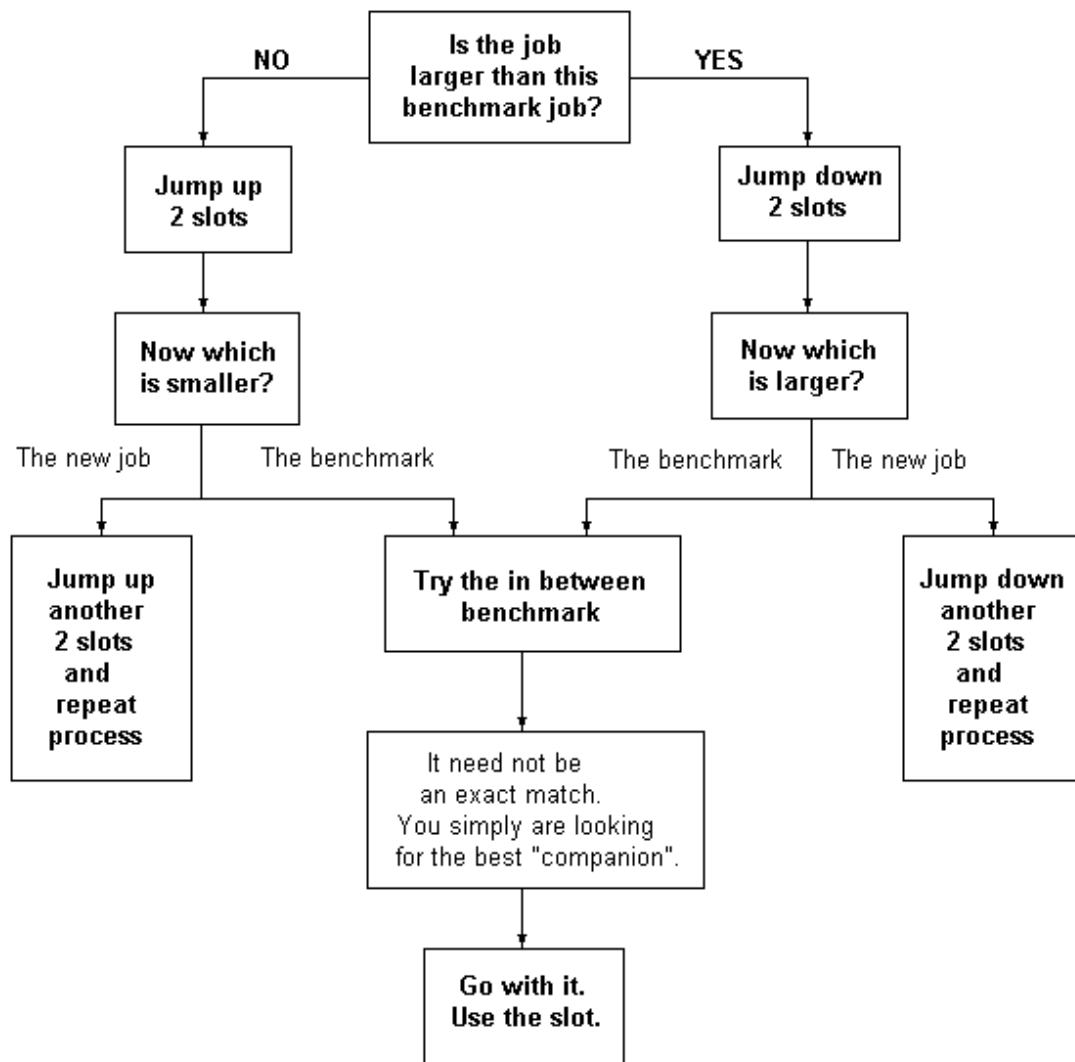 Is the job
larger than this
benchmark job?
NO
YES
Jump up
2 slots
Jump down
2 slots
Now which
is smaller?
Now which
is larger?
The new job
The benchmark
The benchmark
The new job
Jump up
another
2 slots
and
repeat
process
Try the in between
benchmark
Jump down
another
2 slots
and
repeat
process
It need not be
an exact match.
You simply are looking
for the best "companion".
Go with it.
Use the slot.